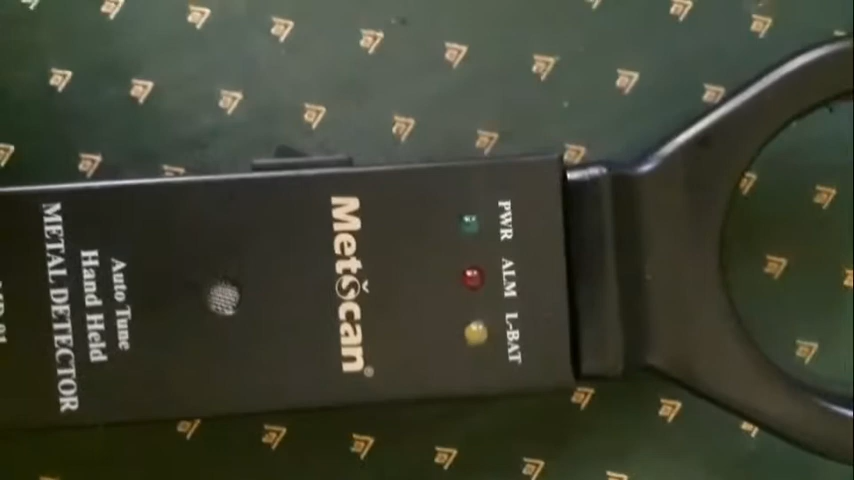 PWR ALM L-BAT
Metscan®
Auto Tune
Hand Held
METAL DETECTOR